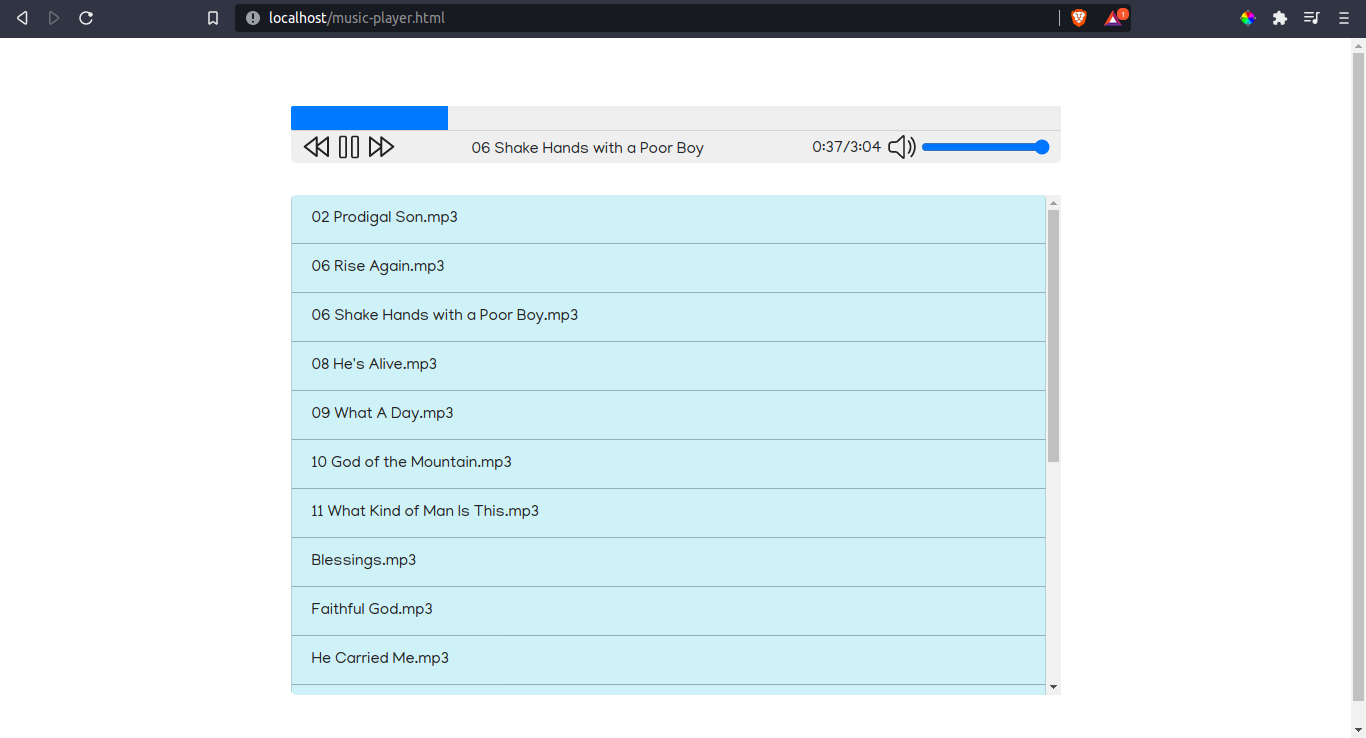 localhost/music-player.html
1
06 Shake Hands with a Poor Boy
0:37/3:04
02 Prodigal Son.mp3
06 Rise Again.mp3
06 Shake Hands with a Poor Boy.mp3
08 He's Alive.mp3
09 What A Day.mp3
10 God of the Mountain.mp3
11 What Kind of Man Is This.mp3
Blessings.mp3
Faithful God.mp3
He Carried Me.mp3